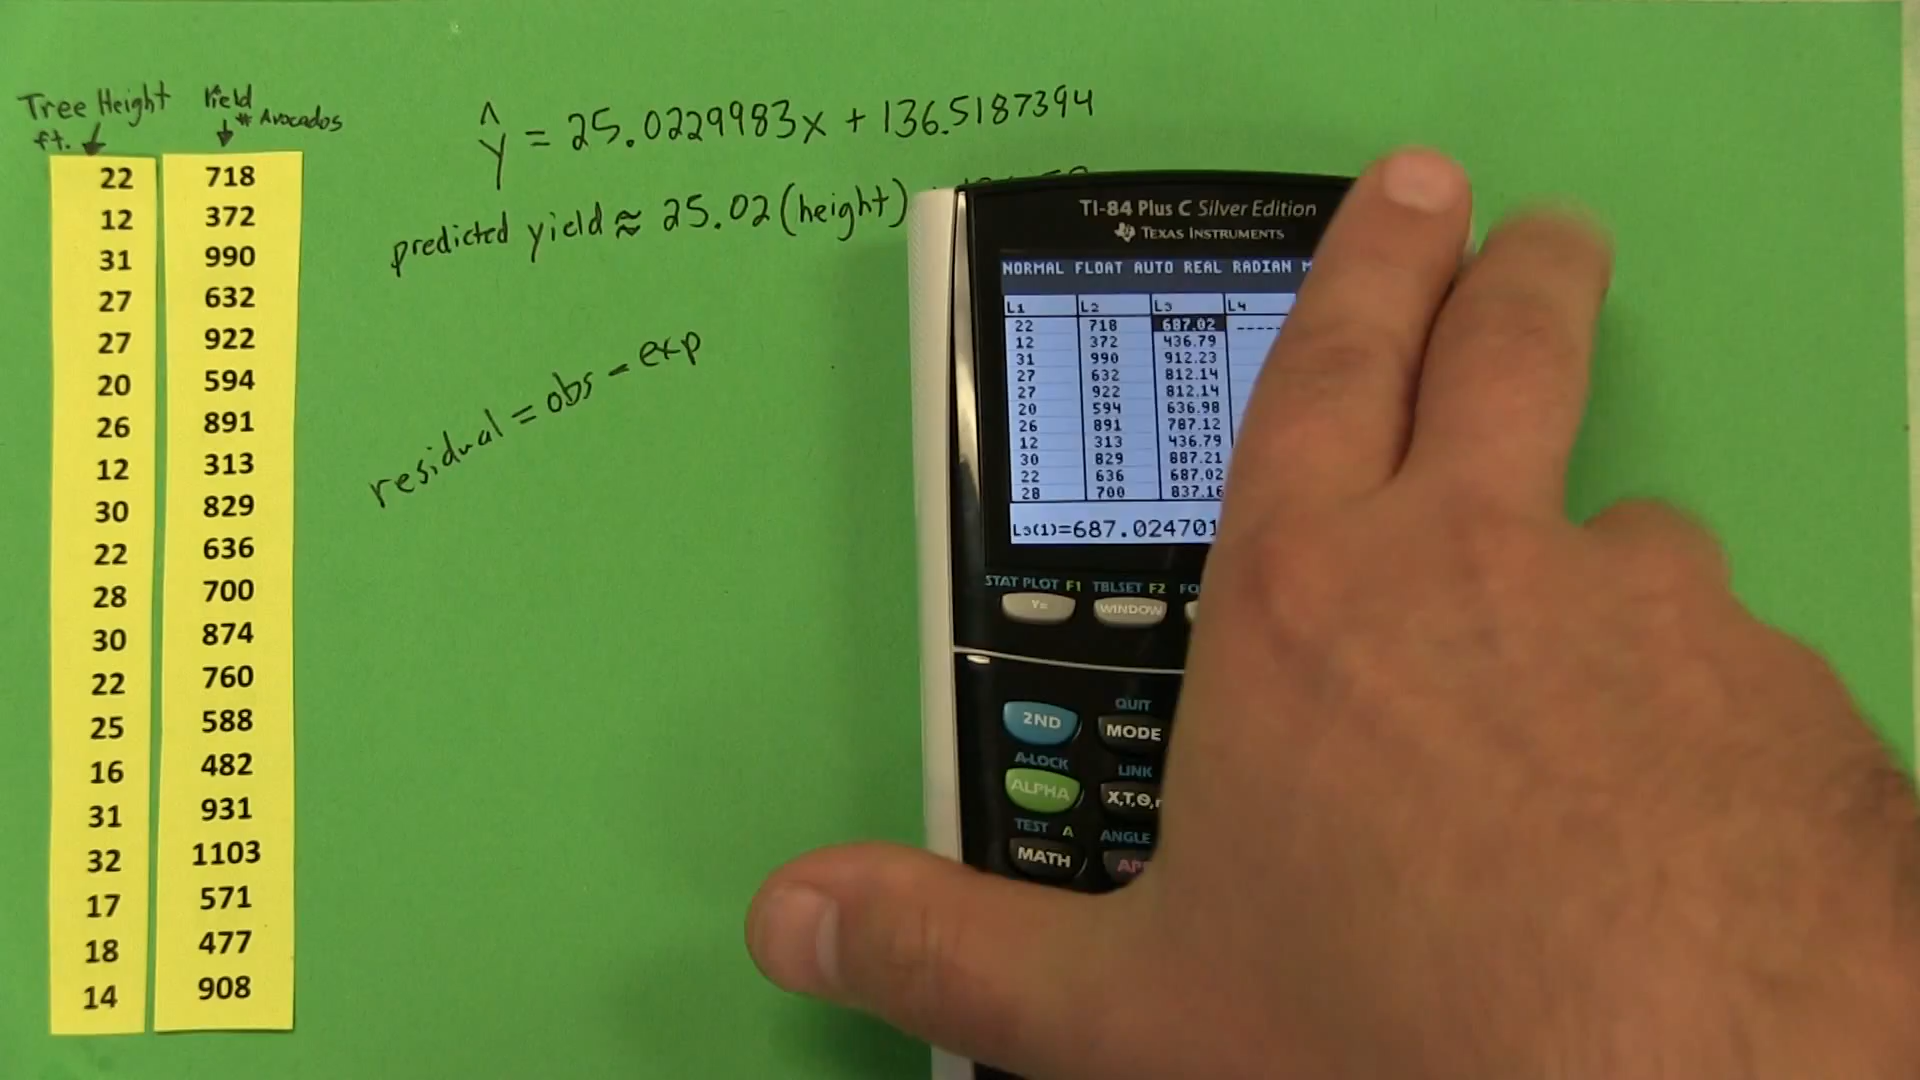 Tree Height
ft.
Yield
# Avocados
22 718
12 372
31 990
27 632
27 922
20 594
26 891
12 313
30 829
22 636
28 700
30 874
22 760
25 588
16 482
31 931
32 1103
17 571
18 477
14 908
ŷ = 25.0229983x + 136.5187394
predicted yield ≈ 25.02 (height)
residual = obs - exp
TI-84 Plus C Silver Edition
TEXAS INSTRUMENTS
NORMAL FLOAT AUTO REAL RADIAN M
L1 L2 L3 L4
22 718 687.02 -----
12 372 436.79
31 990 912.23
27 632 812.14
27 922 812.14
20 594 636.98
26 891 787.12
12 313 436.79
30 829 887.21
22 636 687.02
28 700 837.16
L3(1)=687.024701
STAT PLOT F1 TBLSET F2 FO
Y= WINDOW
QUIT
2ND MODE
A-LOCK LINK
ALPHA X,T,Θ,n
TEST A ANGLE
MATH AP